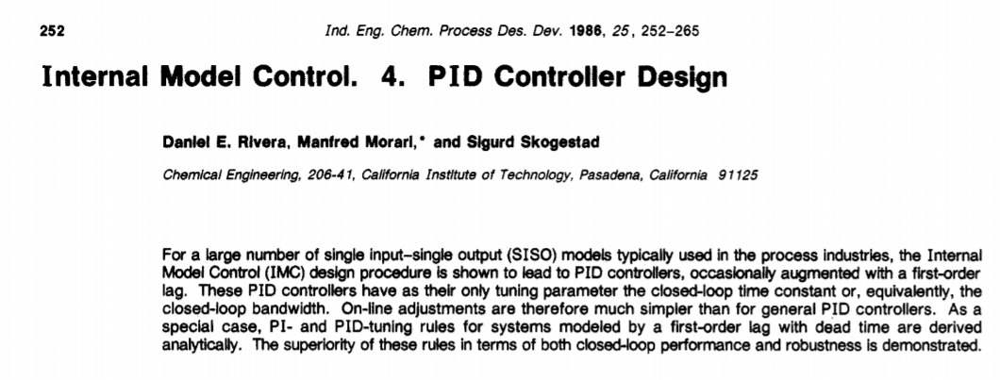 252 Ind. Eng. Chem. Process Des. Dev. 1986, 25, 252–265
Internal Model Control. 4. PID Controller Design
Daniel E. Rivera, Manfred Morari,* and Sigurd Skogestad
Chemical Engineering, 206-41, California Institute of Technology, Pasadena, California 91125
For a large number of single input–single output (SISO) models typically used in the process industries, the Internal
Model Control (IMC) design procedure is shown to lead to PID controllers, occasionally augmented with a first-order
lag. These PID controllers have as their only tuning parameter the closed-loop time constant or, equivalently, the
closed-loop bandwidth. On-line adjustments are therefore much simpler than for general PID controllers. As a
special case, PI- and PID-tuning rules for systems modeled by a first-order lag with dead time are derived
analytically. The superiority of these rules in terms of both closed-loop performance and robustness is demonstrated.